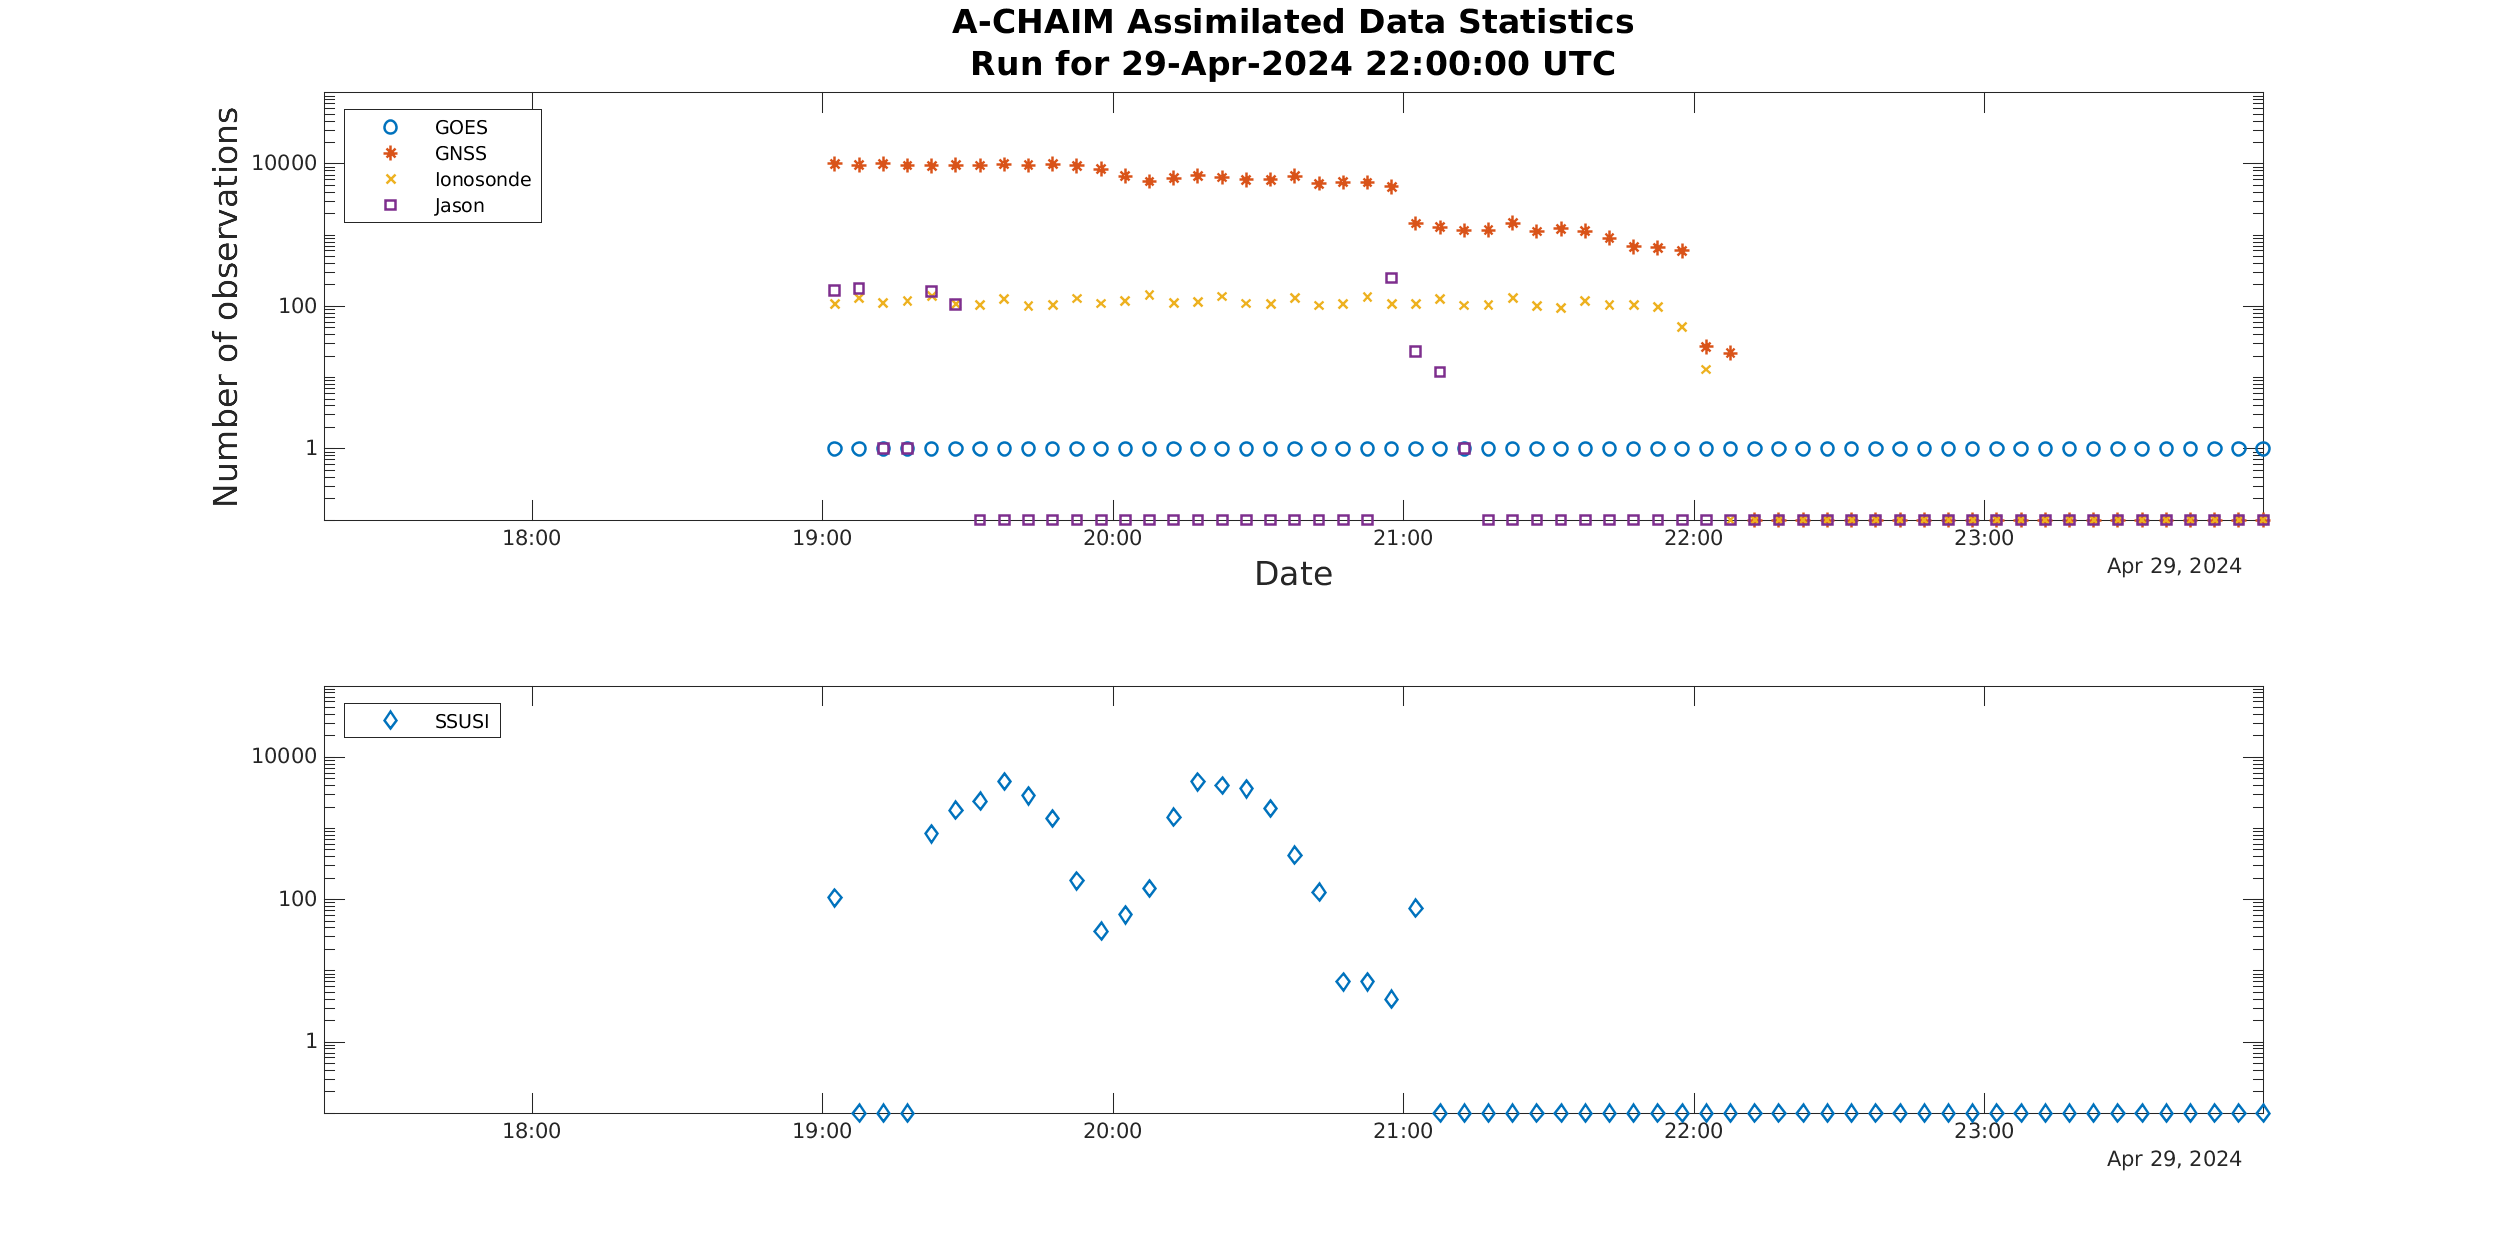 A-CHAIM Assimilated Data Statistics
Run for 29-Apr-2024 22:00:00 UTC
Number of observations
10000
100
1
GOES
GNSS
Ionosonde
Jason
18:00 19:00 20:00 21:00 22:00 23:00
Apr 29, 2024
Date
10000
100
1
SSUSI
18:00 19:00 20:00 21:00 22:00 23:00
Apr 29, 2024